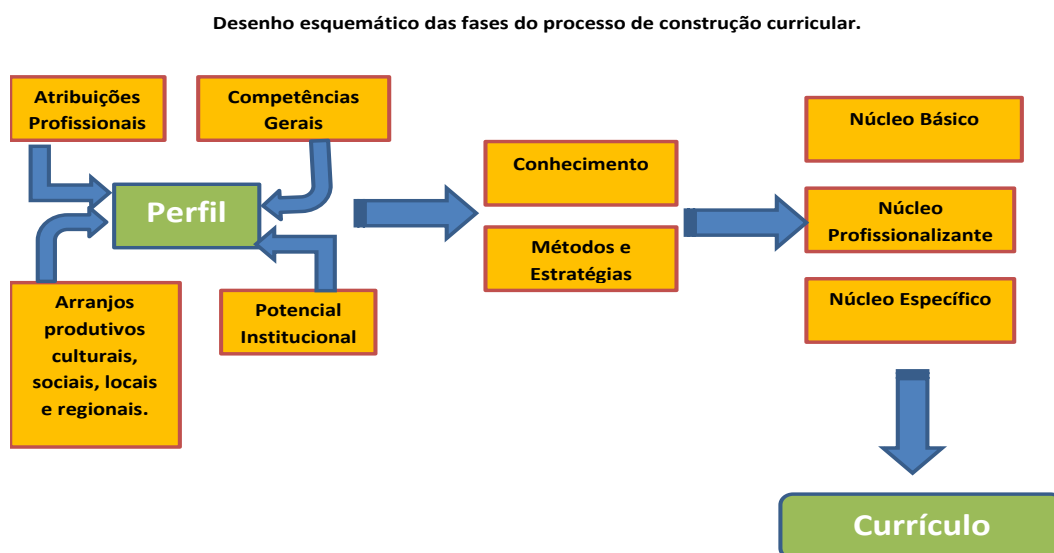 Desenho esquemático das fases do processo de construção curricular.
Atribuições
Profissionais
Competências
Gerais
Perfil
Arranjos
produtivos
culturais,
sociais, locais
e regionais.
Potencial
Institucional
Conhecimento
Métodos e
Estratégias
Núcleo Básico
Núcleo
Profissionalizante
Núcleo Específico
Currículo